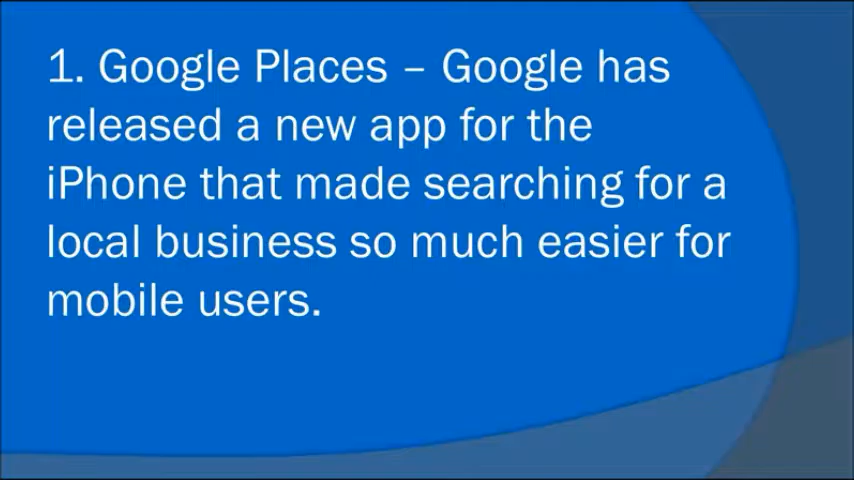 1. Google Places – Google has
released a new app for the
iPhone that made searching for a
local business so much easier for
mobile users.